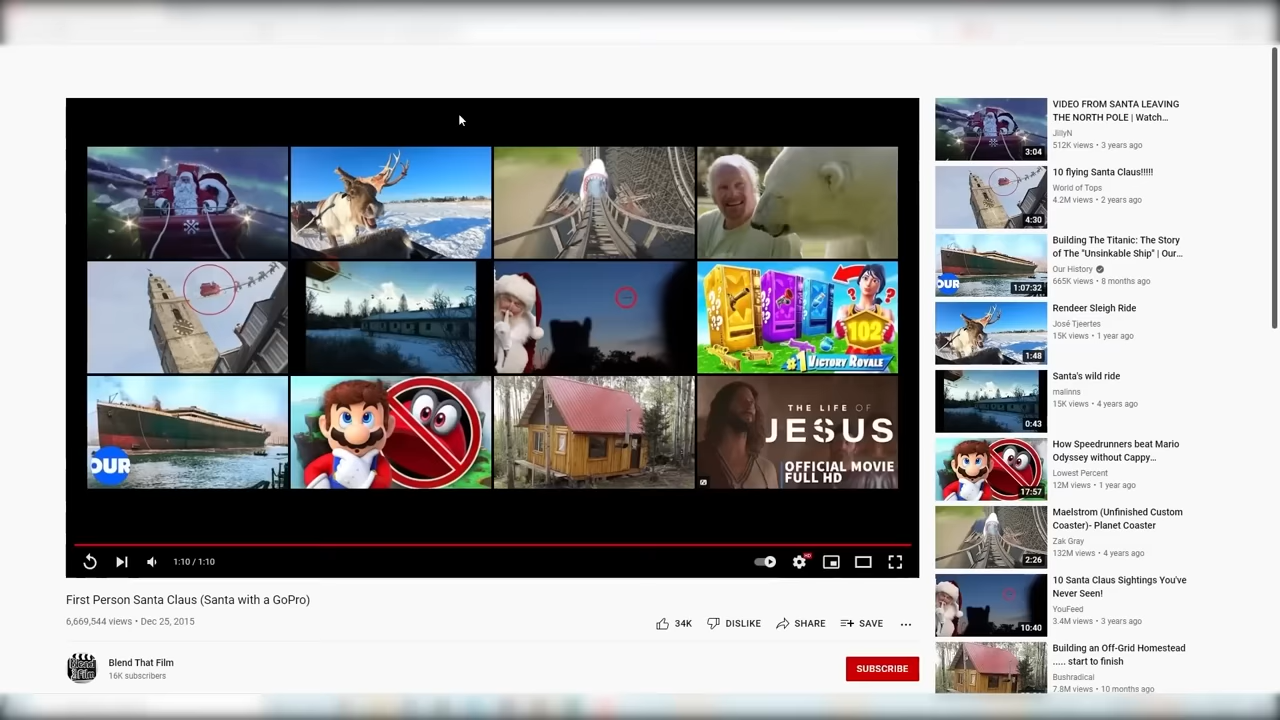 102
#1 VICTORY ROYALE
OUR
THE LIFE OF
JESUS
OFFICIAL MOVIE
FULL HD
1:10 / 1:10
HD
First Person Santa Claus (Santa with a GoPro)
6,669,544 views • Dec 25, 2015
34K
DISLIKE
SHARE
SAVE
Blend That Film
16K subscribers
SUBSCRIBE
VIDEO FROM SANTA LEAVING
THE NORTH POLE | Watch...
JillyN
512K views • 3 years ago
3:04
10 flying Santa Claus!!!!!
World of Tops
4.2M views • 2 years ago
4:30
Building The Titanic: The Story
of The "Unsinkable Ship" | Our...
Our History
665K views • 8 months ago
OUR
1:07:32
Rendeer Sleigh Ride
José Tjeertes
15K views • 1 year ago
1:48
Santa's wild ride
malinns
15K views • 4 years ago
0:43
How Speedrunners beat Mario
Odyssey without Cappy...
Lowest Percent
12M views • 1 year ago
17:57
Maelstrom (Unfinished Custom
Coaster)- Planet Coaster
Zak Gray
132M views • 4 years ago
2:26
10 Santa Claus Sightings You've
Never Seen!
YouFeed
3.4M views • 3 years ago
10:40
Building an Off-Grid Homestead
..... start to finish
Bushradical
7.8M views • 10 months ago